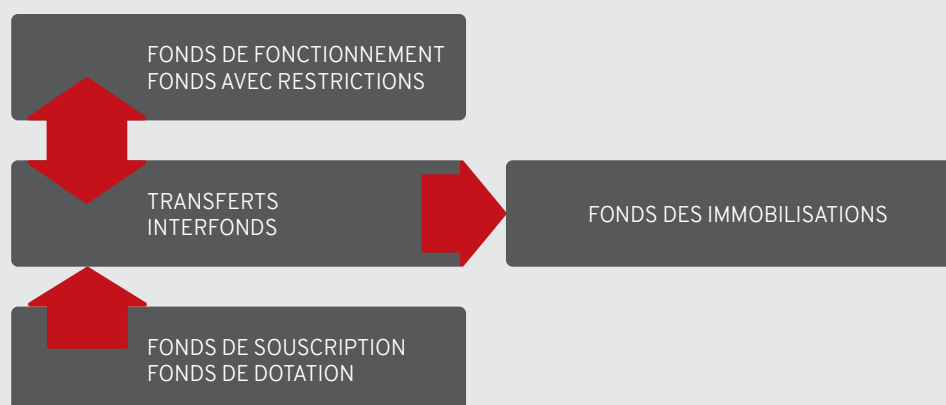 FONDS DE FONCTIONNEMENT
FONDS AVEC RESTRICTIONS
TRANSFERTS
INTERFONDS
FONDS DES IMMOBILISATIONS
FONDS DE SOUSCRIPTION
FONDS DE DOTATION